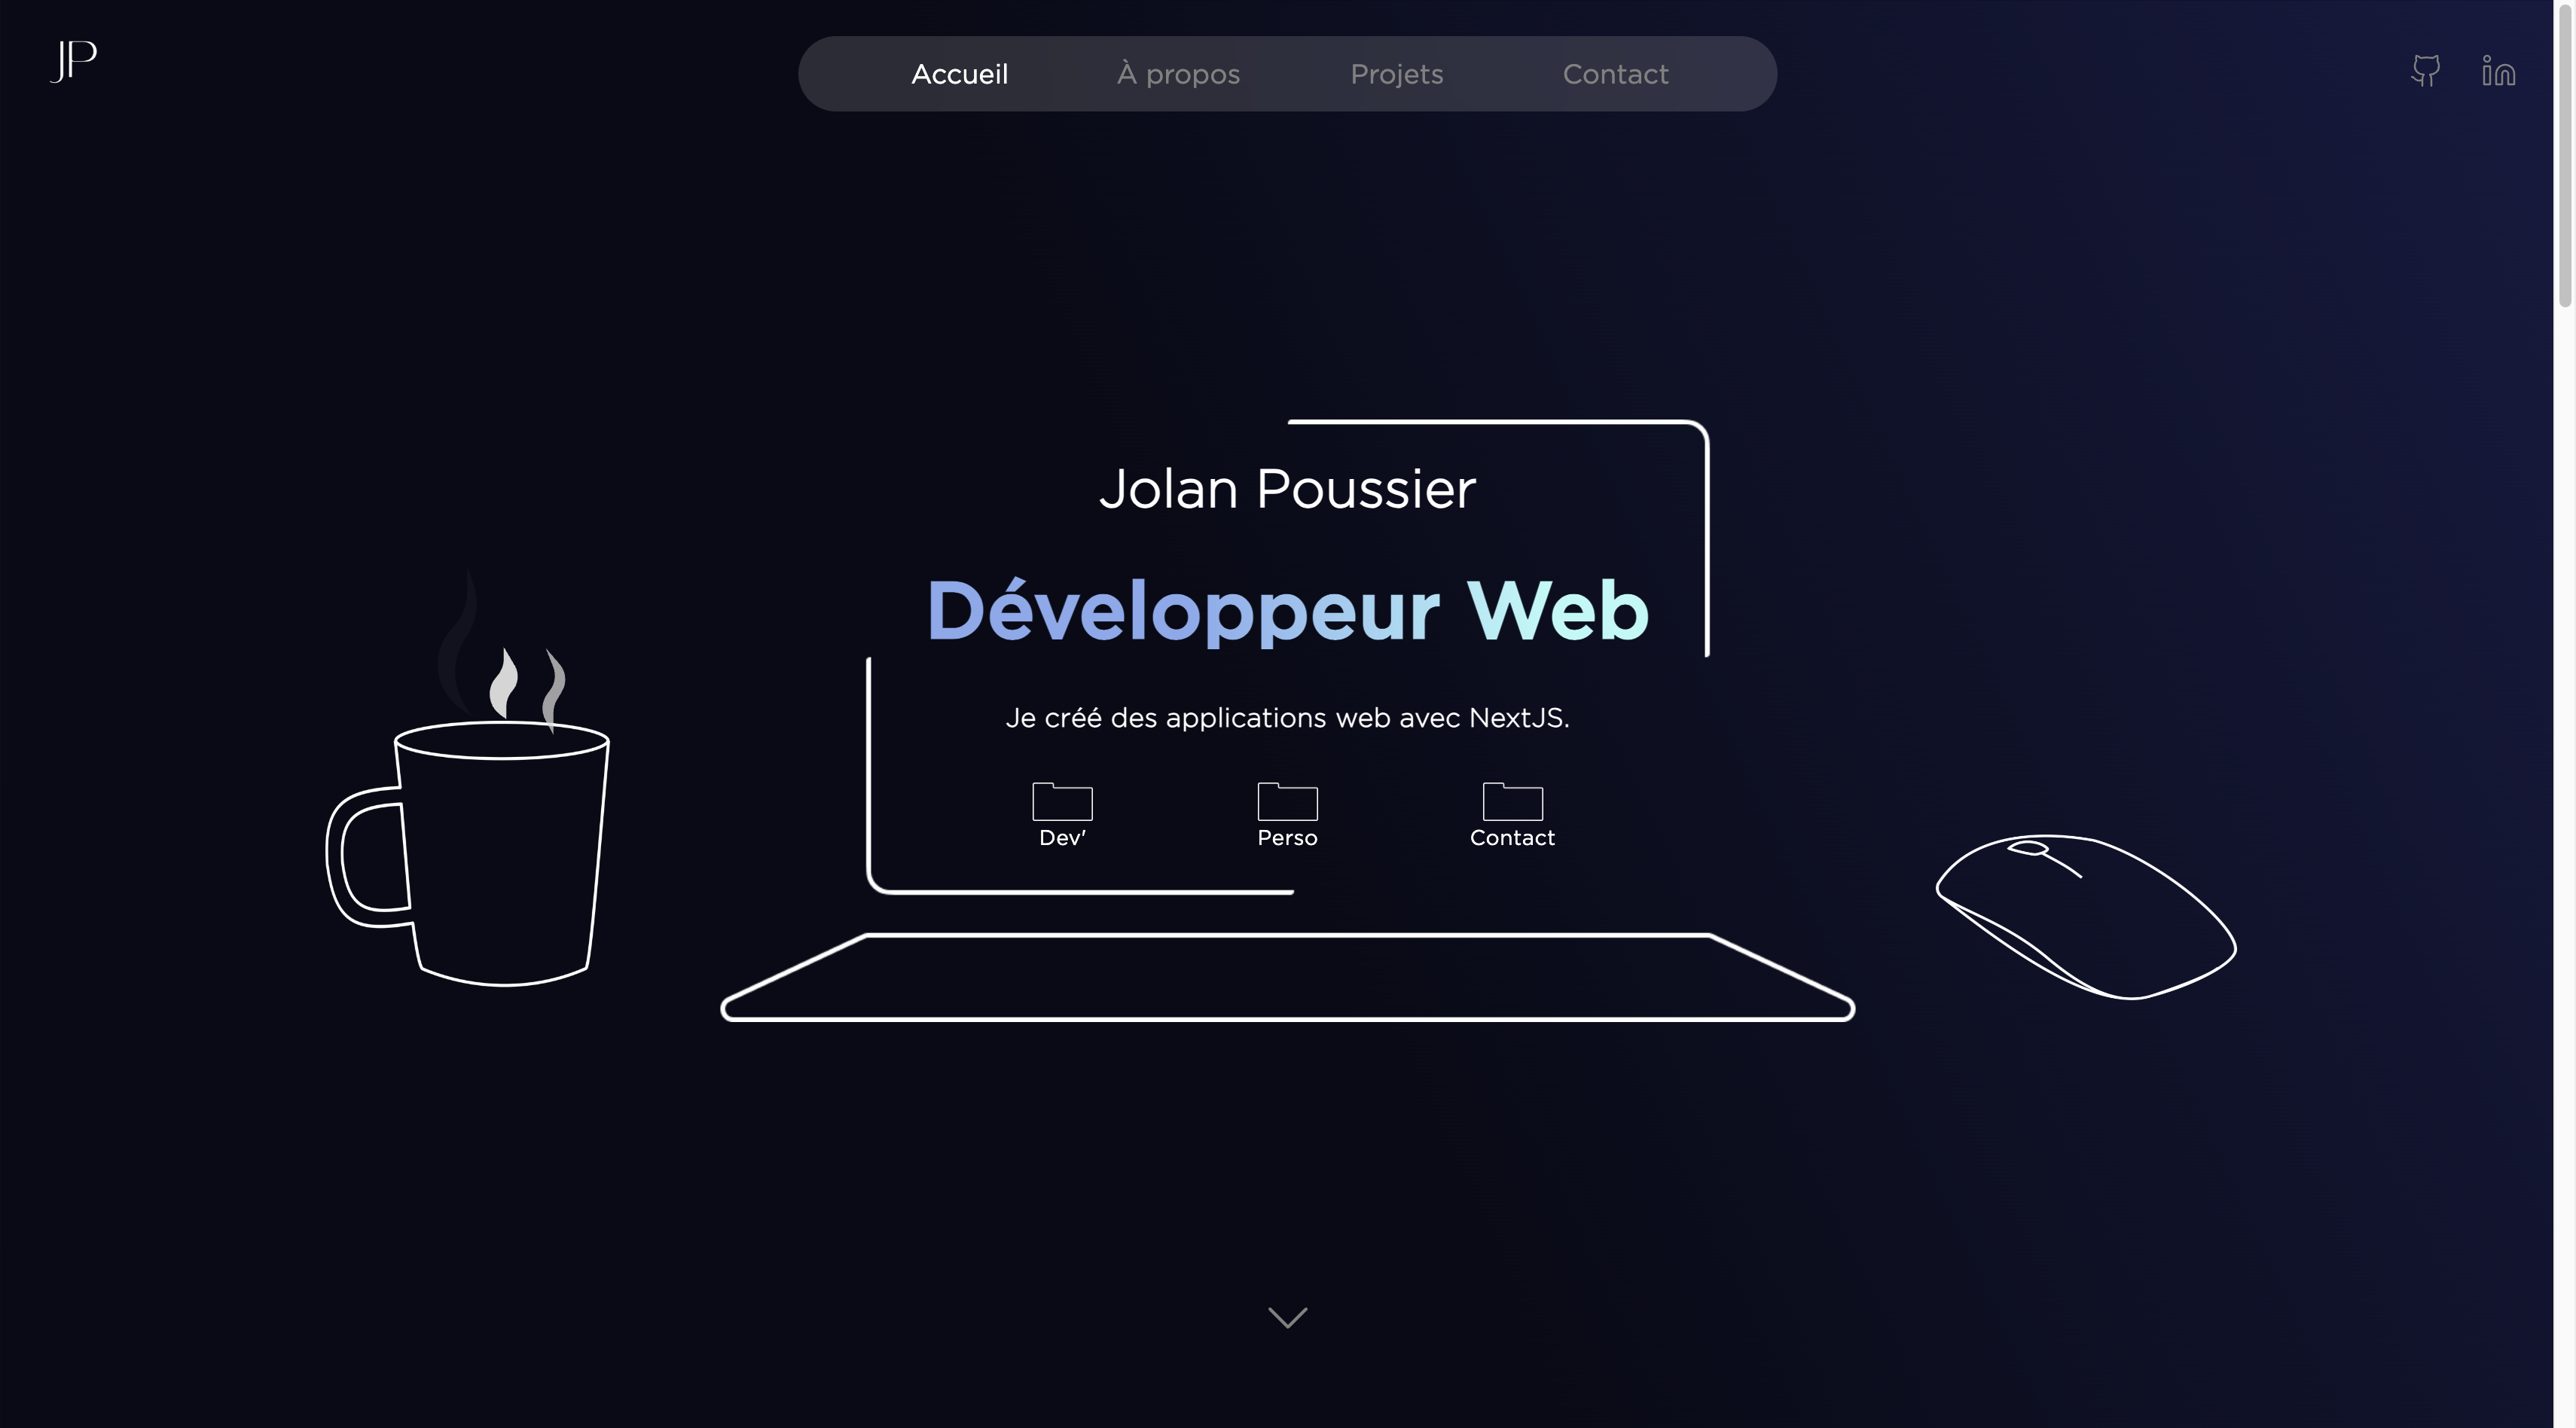 JP
Accueil À propos Projets Contact
Jolan Poussier
Développeur Web
Je créé des applications web avec NextJS.
Dev' Perso Contact